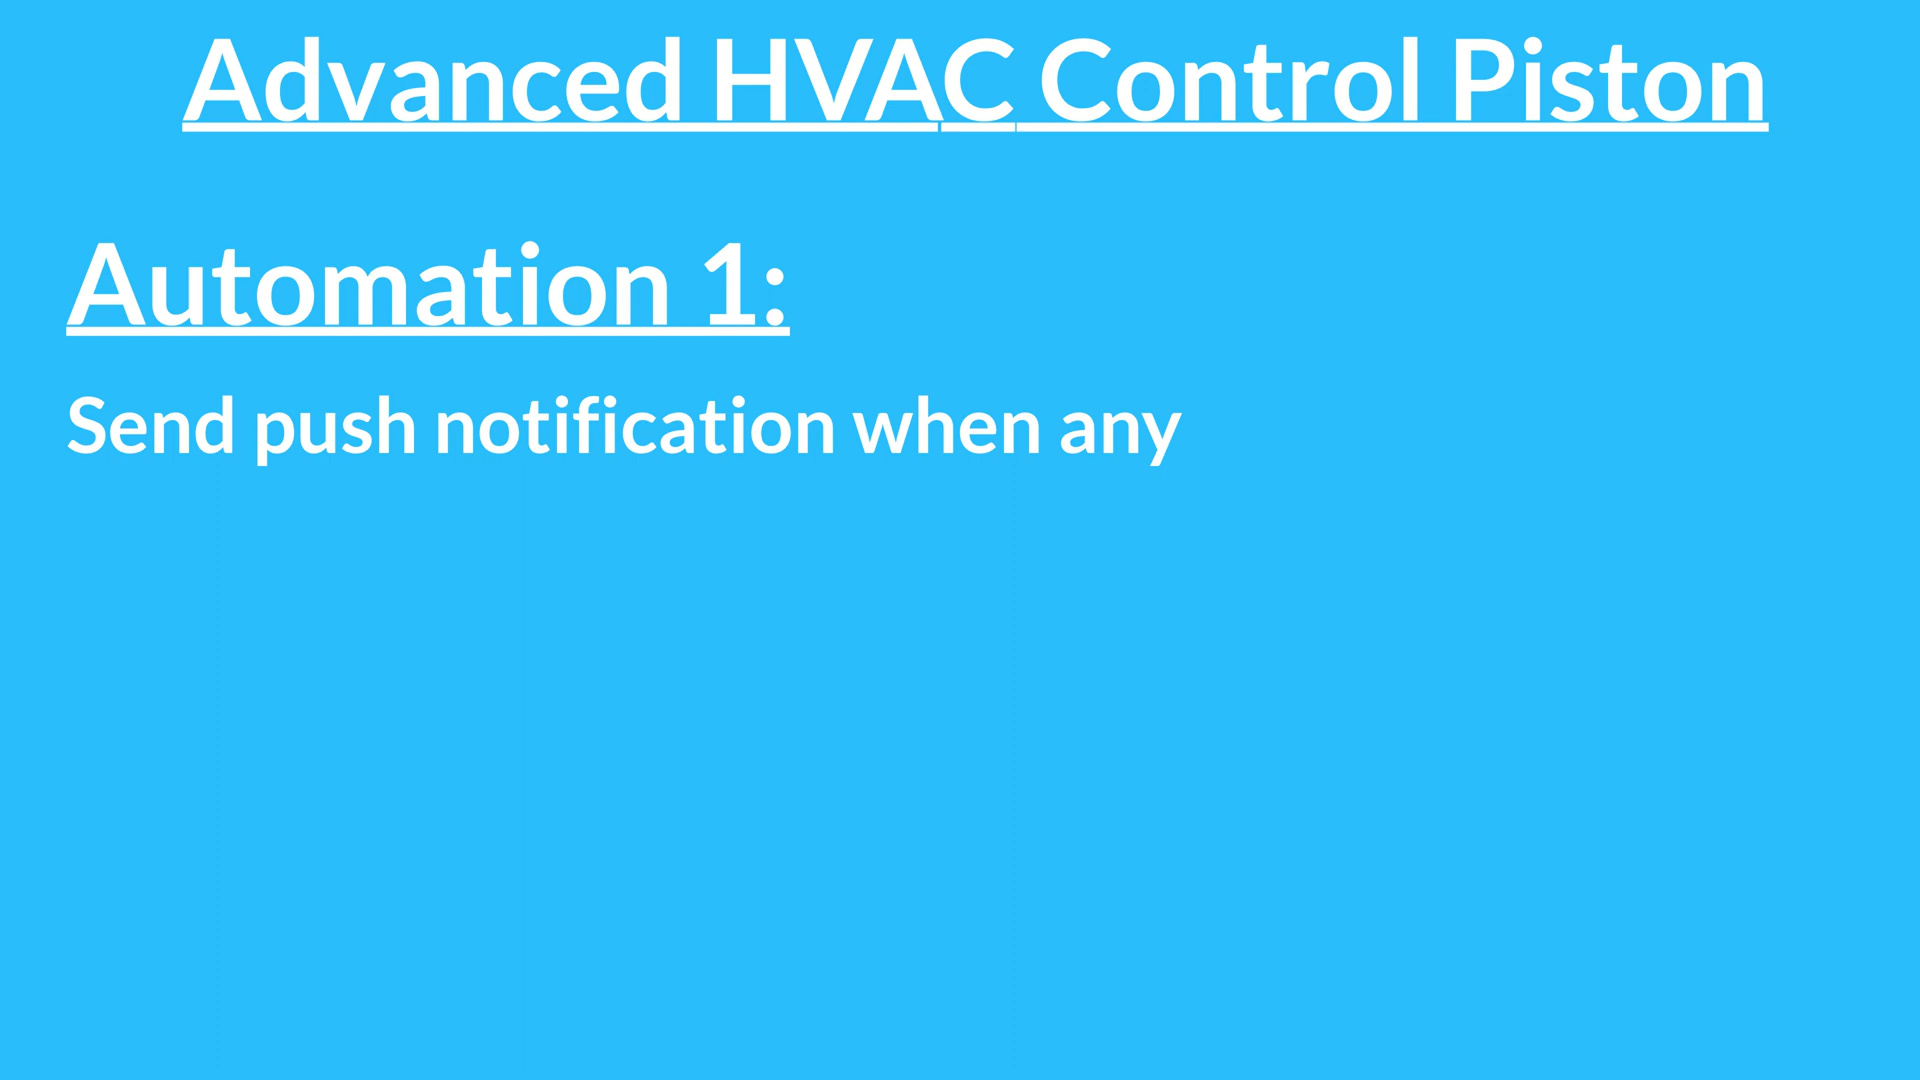 Advanced HVAC Control Piston
Automation 1:
Send push notification when any